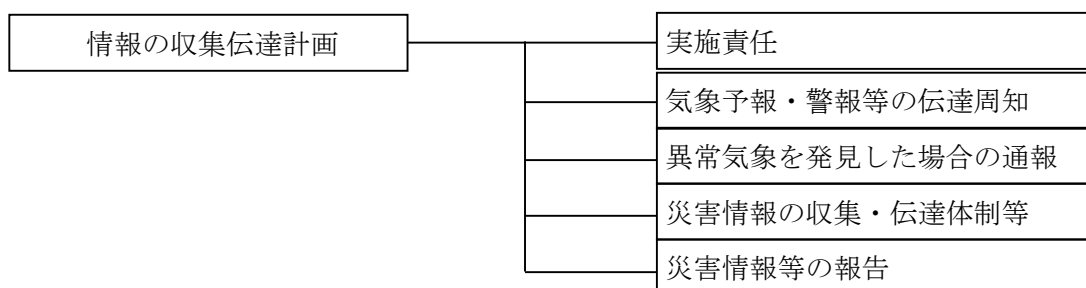 情報の収集伝達計画
実施責任
気象予報・警報等の伝達周知
異常気象を発見した場合の通報
災害情報の収集・伝達体制等
災害情報等の報告